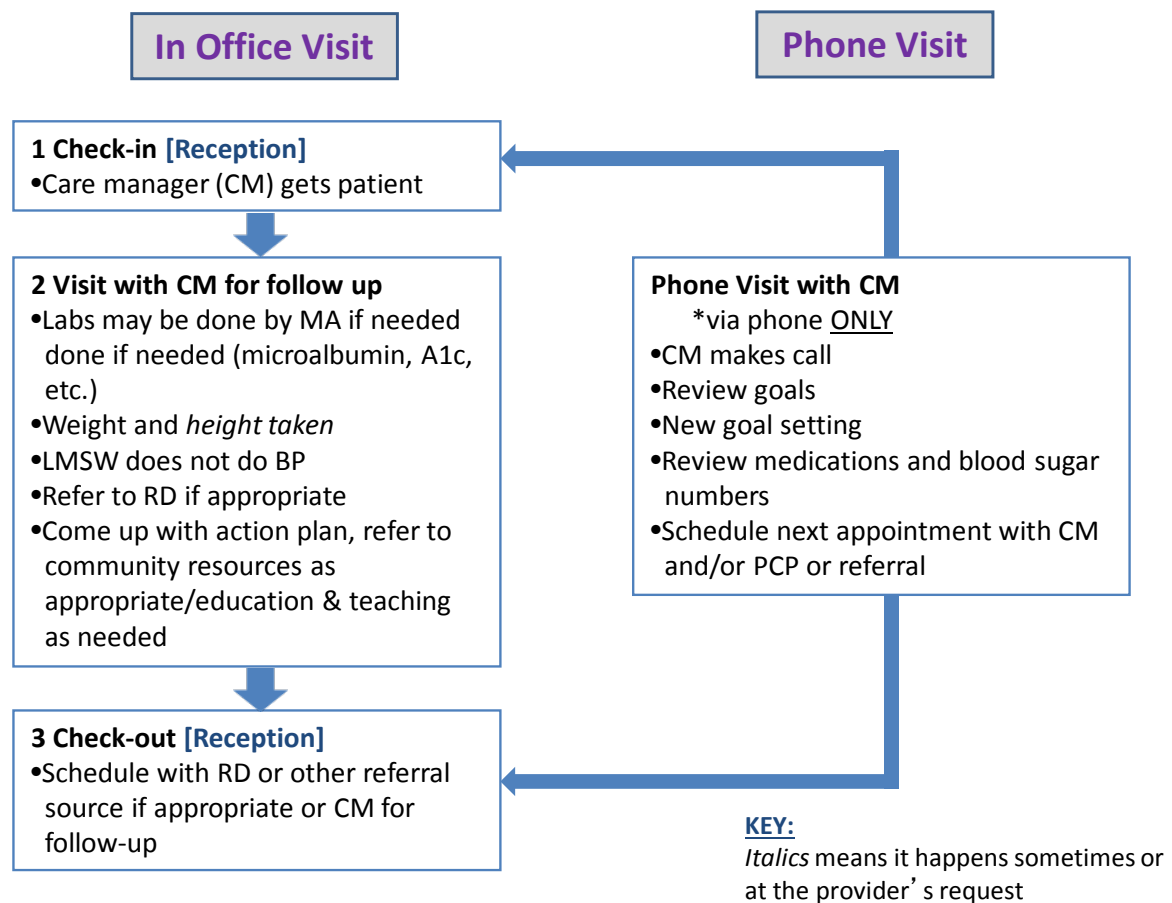 In Office Visit
Phone Visit
1 Check-in [Reception]
•Care manager (CM) gets patient
2 Visit with CM for follow up
•Labs may be done by MA if needed
done if needed (microalbumin, A1c,
etc.)
•Weight and height taken
•LMSW does not do BP
•Refer to RD if appropriate
•Come up with action plan, refer to
community resources as
appropriate/education & teaching
as needed
3 Check-out [Reception]
•Schedule with RD or other referral
source if appropriate or CM for
follow-up
Phone Visit with CM
*via phone ONLY
•CM makes call
•Review goals
•New goal setting
•Review medications and blood sugar
numbers
•Schedule next appointment with CM
and/or PCP or referral
KEY:
Italics means it happens sometimes or
at the provider’s request